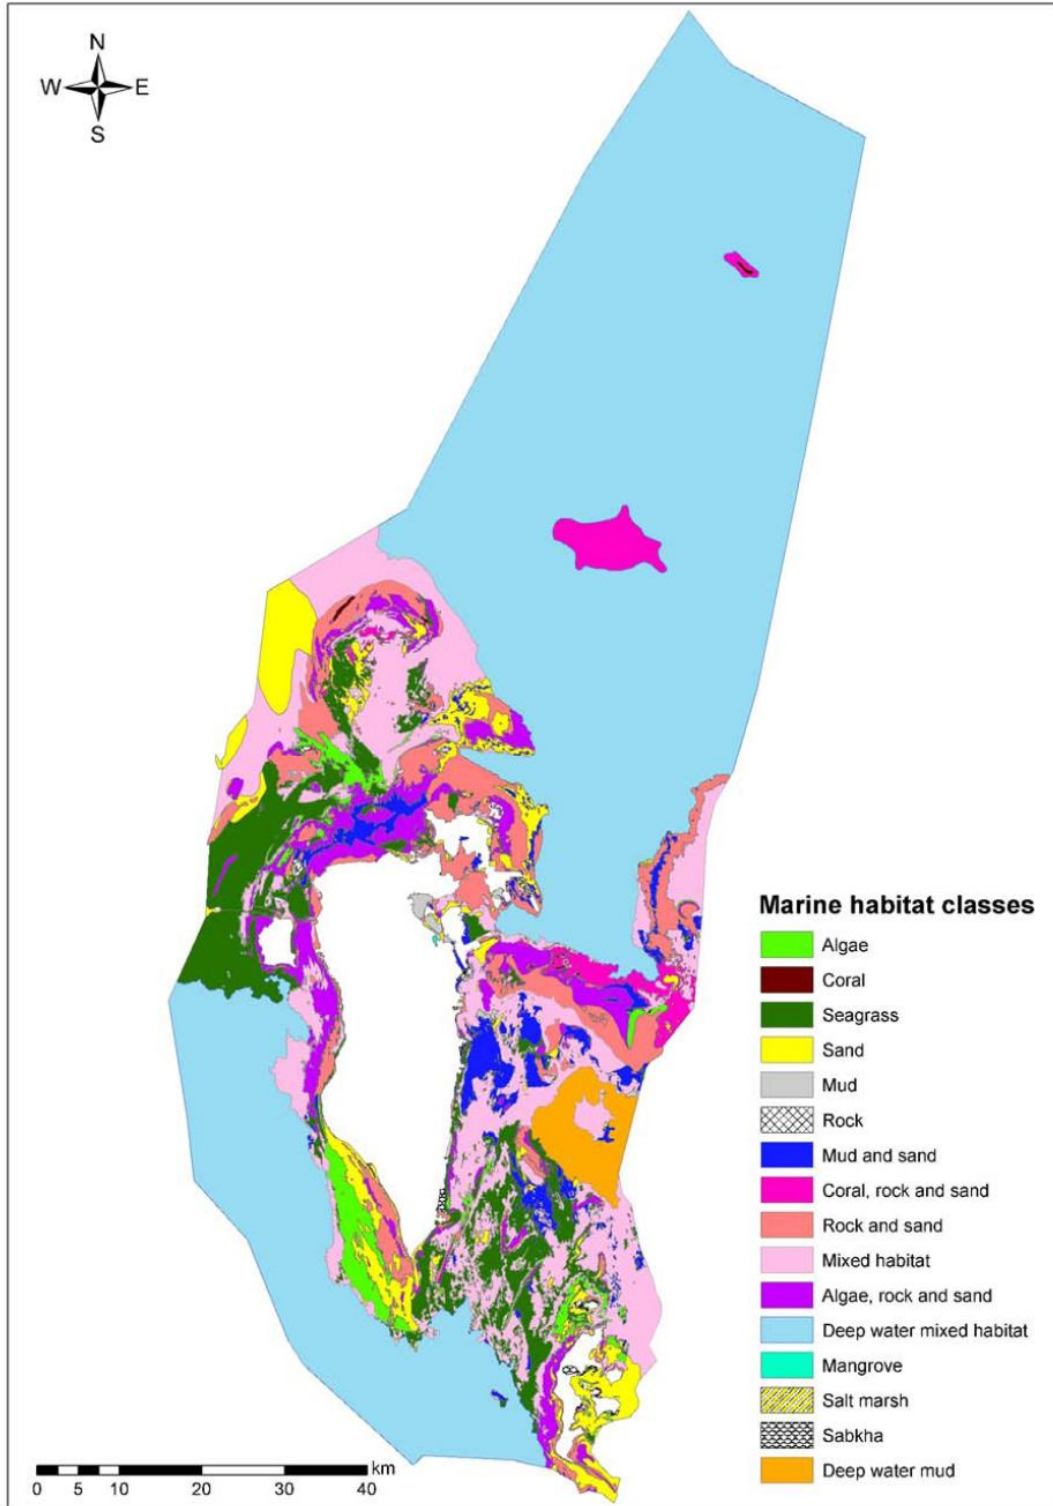 N
W E
S
Marine habitat classes
Algae
Coral
Seagrass
Sand
Mud
Rock
Mud and sand
Coral, rock and sand
Rock and sand
Mixed habitat
Algae, rock and sand
Deep water mixed habitat
Mangrove
Salt marsh
Sabkha
Deep water mud
km
0 5 10 20 30 40